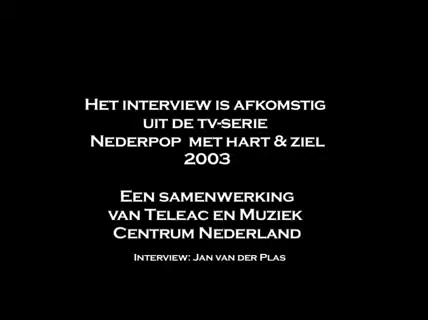 Het interview is afkomstig
uit de tv-serie
Nederpop met hart & ziel
2003
Een samenwerking
van Teleac en Muziek
Centrum Nederland
Interview: Jan van der Plas